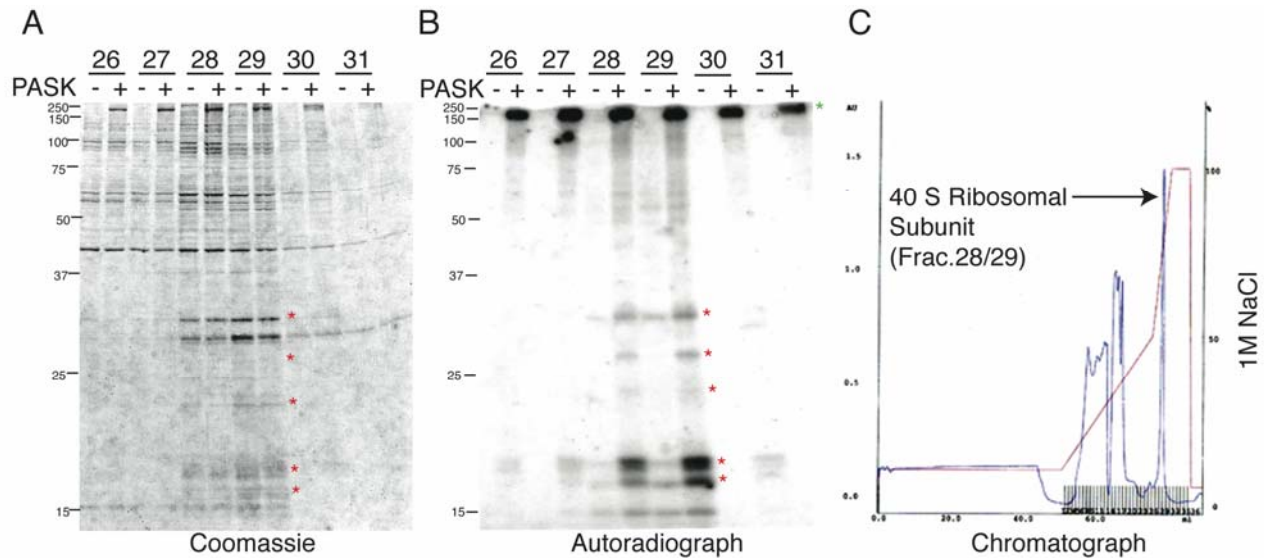 A
26 27 28 29 30 31
PASK - + - + - + - + - + - +
250
150
100
75
50
37
*
*
25
*
*
*
15
Coomassie
B
26 27 28 29 30 31
PASK - + - + - + - + - + - +
250
150
*
100
75
50
37
*
*
25
*
*
*
15
Autoradiograph
C
AU
1.5
100
40 S Ribosomal
Subunit
(Frac.28/29)
1.0
50
0.5
0.0
0
1M NaCl
0.0 20.0 40.0 60.0 ml
Chromatograph